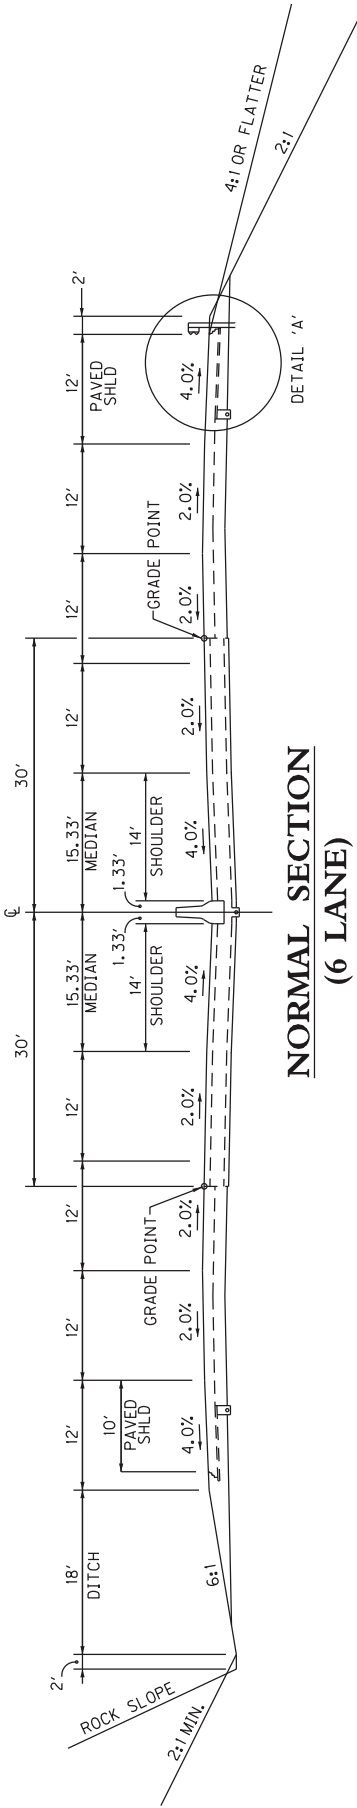 ℄
30'
30'
2'
18'
DITCH
12'
12'
12'
12'
15.33'
MEDIAN
15.33'
MEDIAN
12'
12'
12'
12'
PAVED
SHLD
2'
10'
PAVED
SHLD
1.33'
1.33'
14'
SHOULDER
14'
SHOULDER
GRADE POINT
GRADE POINT
ROCK SLOPE
2:1 MIN.
6:1
4.0%
2.0%
2.0%
2.0%
4.0%
4.0%
2.0%
2.0%
2.0%
4.0%
4:1 OR FLATTER
2:1
DETAIL 'A'
NORMAL SECTION
(6 LANE)